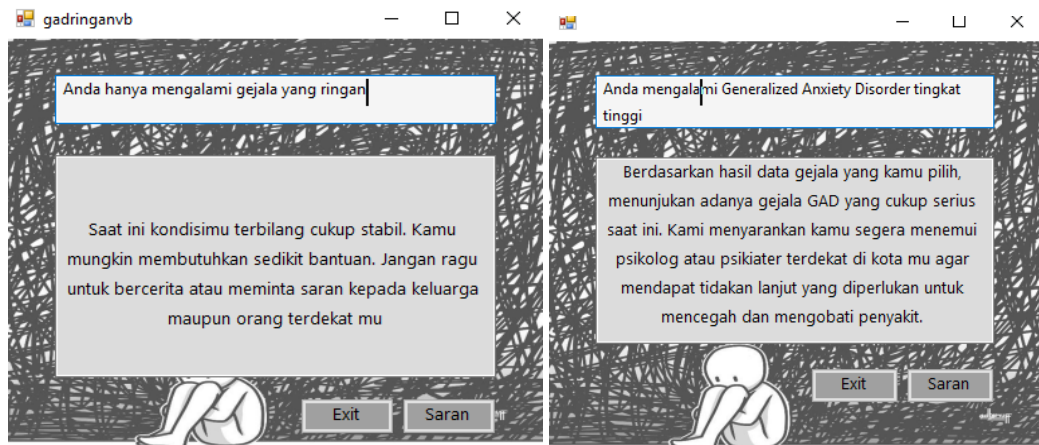 gadringanvb
Anda hanya mengalami gejala yang ringan
Saat ini kondisimu terbilang cukup stabil. Kamu
mungkin membutuhkan sedikit bantuan. Jangan ragu
untuk bercerita atau meminta saran kepada keluarga
maupun orang terdekat mu
Exit
Saran
Anda mengalami Generalized Anxiety Disorder tingkat
tinggi
Berdasarkan hasil data gejala yang kamu pilih,
menunjukan adanya gejala GAD yang cukup serius
saat ini. Kami menyarankan kamu segera menemui
psikolog atau psikiater terdekat di kota mu agar
mendapat tidakan lanjut yang diperlukan untuk
mencegah dan mengobati penyakit.
Exit
Saran